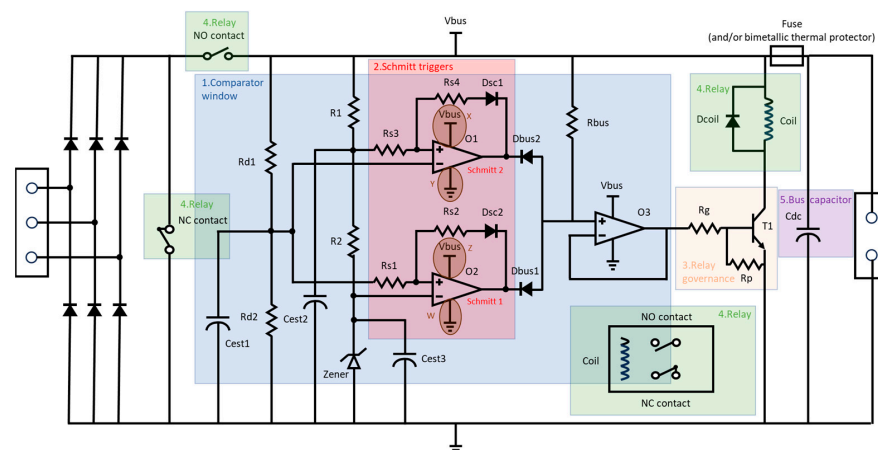 Fuse
(and/or bimetallic thermal protector)
Vbus
4.Relay
NO contact
2.Schmitt triggers
1.Comparator
window
Rs4
Dsc1
4.Relay
Dcoil
Coil
R1
Vbus
X
Rbus
Rs3
O1
Dbus2
Rd1
Y
Schmitt 2
4.Relay
NC contact
Vbus
5.Bus capacitor
Rs2
Dsc2
O3
Rg
T1
Cdc
R2
Vbus
Z
Rs1
O2
Dbus1
3.Relay
governance
Rp
W
Schmitt 1
Rd2
Cest2
NO contact
4.Relay
Cest1
Cest3
Coil
Zener
NC contact